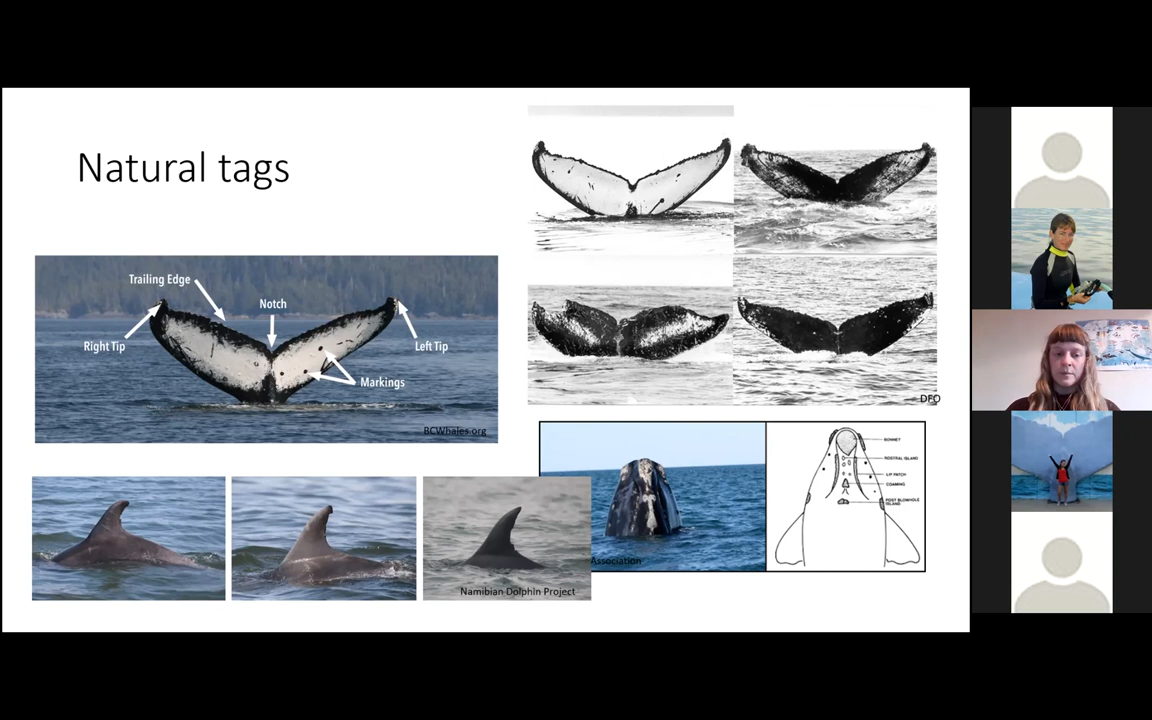 Natural tags
Trailing Edge
Notch
Right Tip
Left Tip
Markings
BCWhales.org
DFO
BONNET
ROSTRAL ISLAND
LIP PATCH
COAMING
POST BLOWHOLE
ISLAND
Association
Namibian Dolphin Project